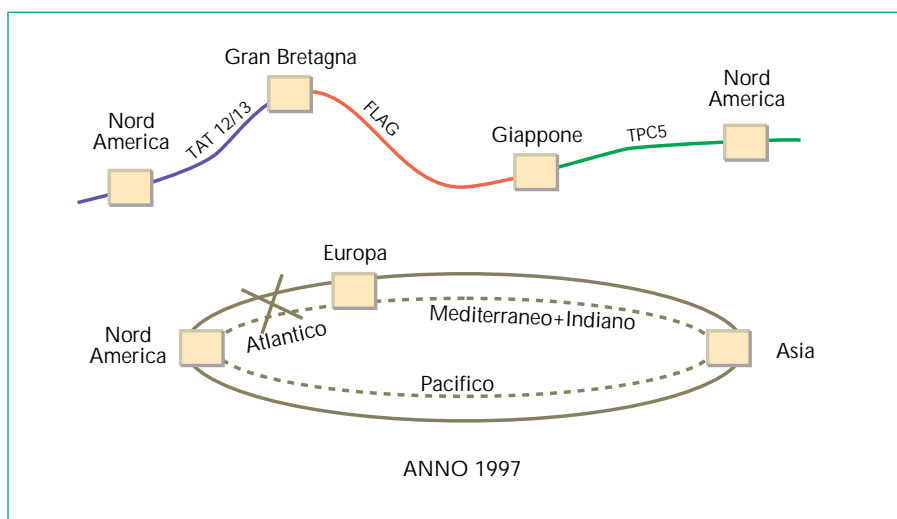 Gran Bretagna
Nord
America
TAT 12/13
FLAG
Giappone
TPC5
Nord
America
Europa
Nord
America
Atlantico
Mediterraneo+Indiano
Asia
Pacifico
ANNO 1997